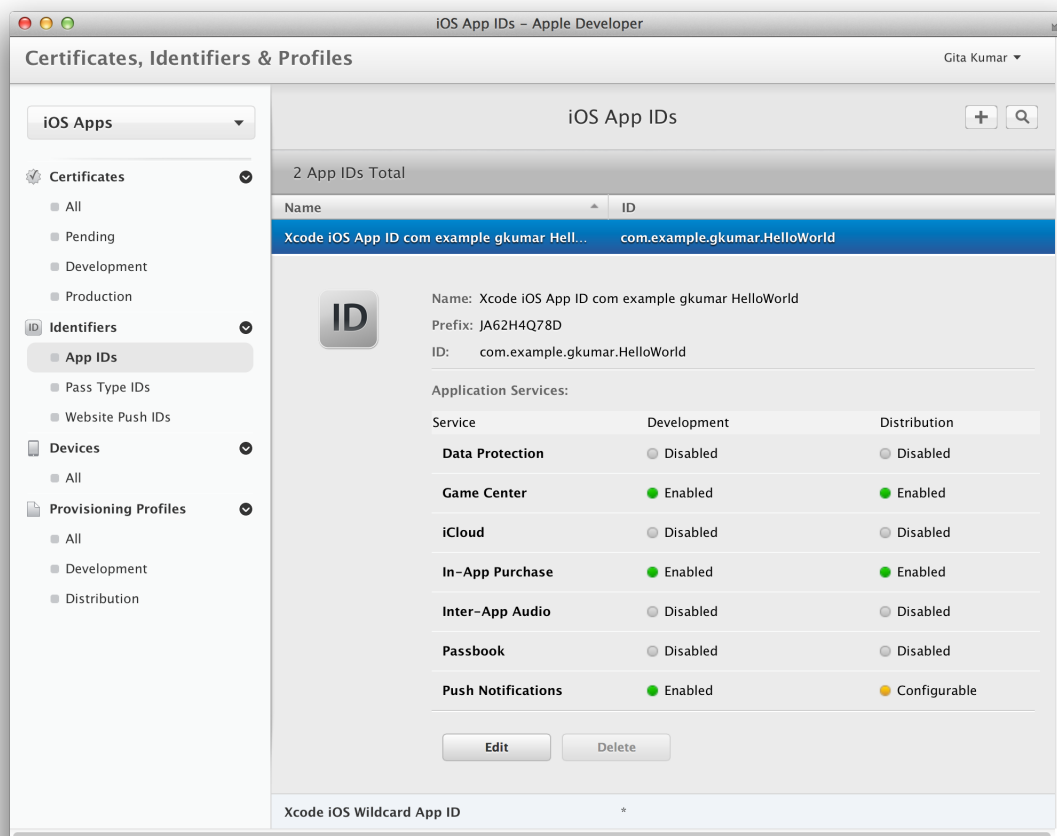 iOS App IDs – Apple Developer
Certificates, Identifiers & Profiles
Gita Kumar
iOS Apps
Certificates
All
Pending
Development
Production
ID Identifiers
App IDs
Pass Type IDs
Website Push IDs
Devices
All
Provisioning Profiles
All
Development
Distribution
iOS App IDs
+
2 App IDs Total
Name ID
Xcode iOS App ID com example gkumar Hell... com.example.gkumar.HelloWorld
ID
Name: Xcode iOS App ID com example gkumar HelloWorld
Prefix: JA62H4Q78D
ID: com.example.gkumar.HelloWorld
Application Services:
Service Development Distribution
Data Protection Disabled Disabled
Game Center Enabled Enabled
iCloud Disabled Disabled
In-App Purchase Enabled Enabled
Inter-App Audio Disabled Disabled
Passbook Disabled Disabled
Push Notifications Enabled Configurable
Edit Delete
Xcode iOS Wildcard App ID *